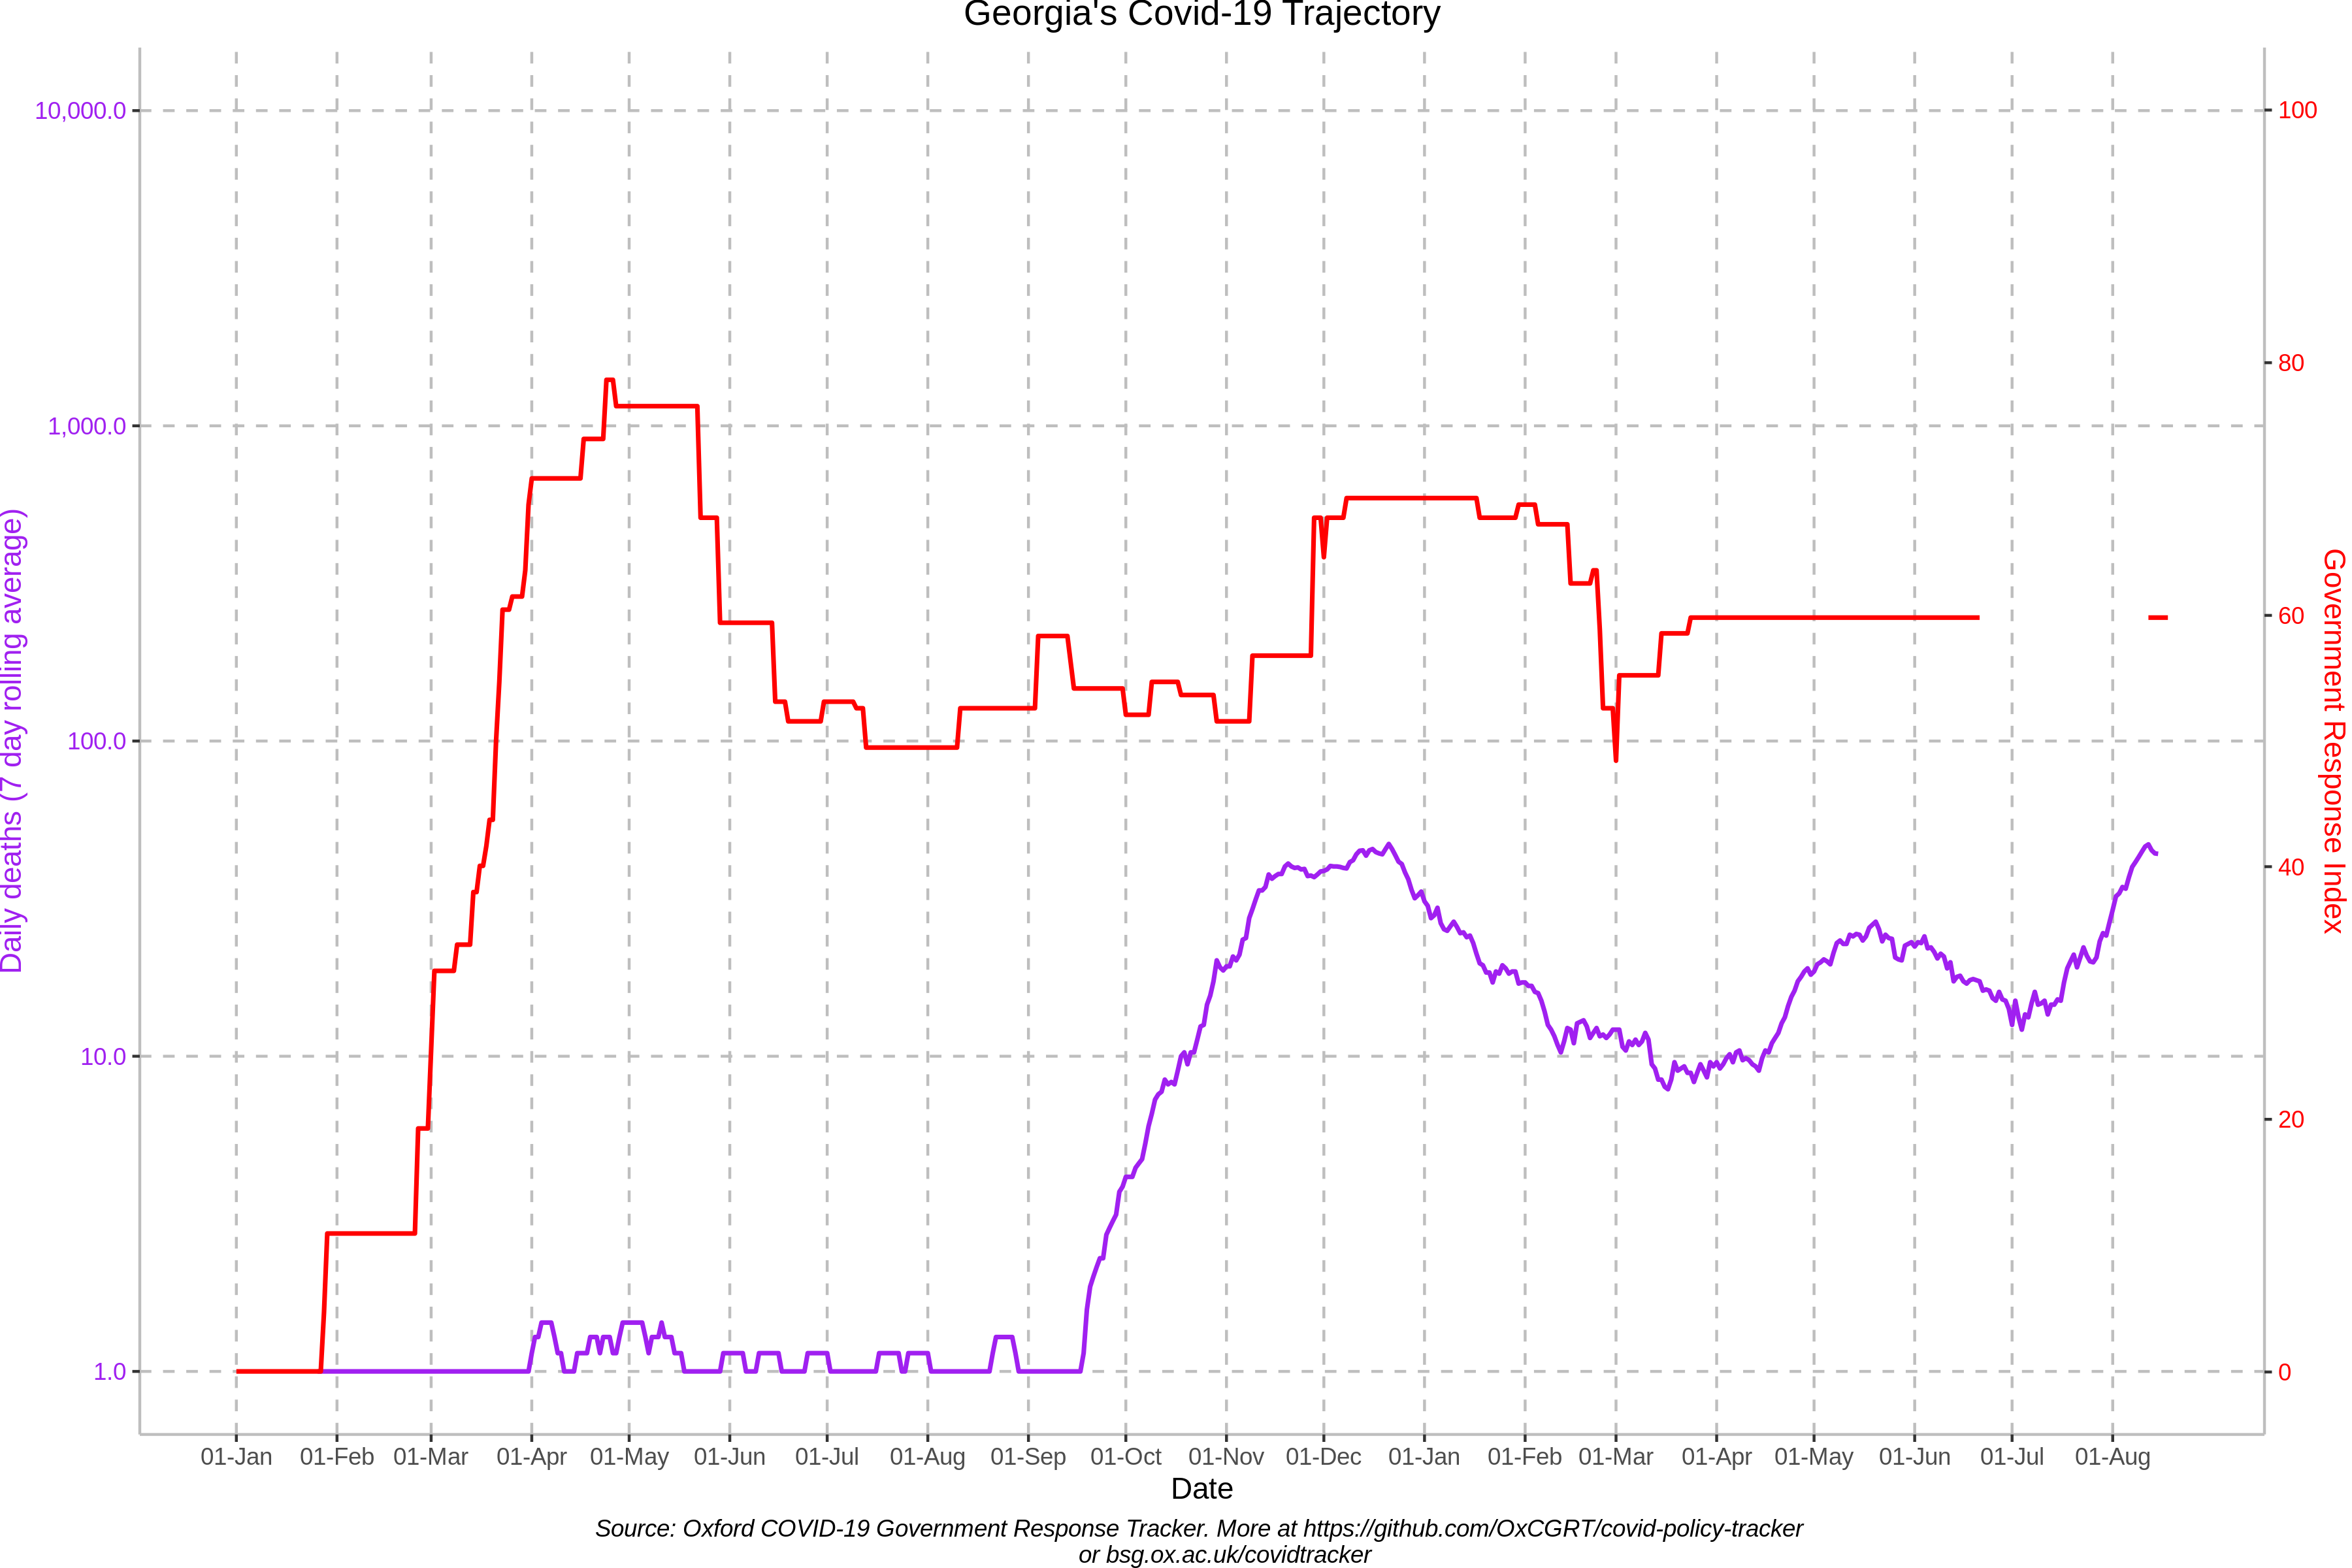 Georgia's Covid-19 Trajectory
10,000.0
1,000.0
100.0
10.0
1.0
Daily deaths (7 day rolling average)
100
80
60
40
20
0
Government Response Index
01-Jan 01-Feb 01-Mar 01-Apr 01-May 01-Jun 01-Jul 01-Aug 01-Sep 01-Oct 01-Nov 01-Dec 01-Jan 01-Feb 01-Mar 01-Apr 01-May 01-Jun 01-Jul 01-Aug
Date
Source: Oxford COVID-19 Government Response Tracker. More at https://github.com/OxCGRT/covid-policy-tracker
or bsg.ox.ac.uk/covidtracker